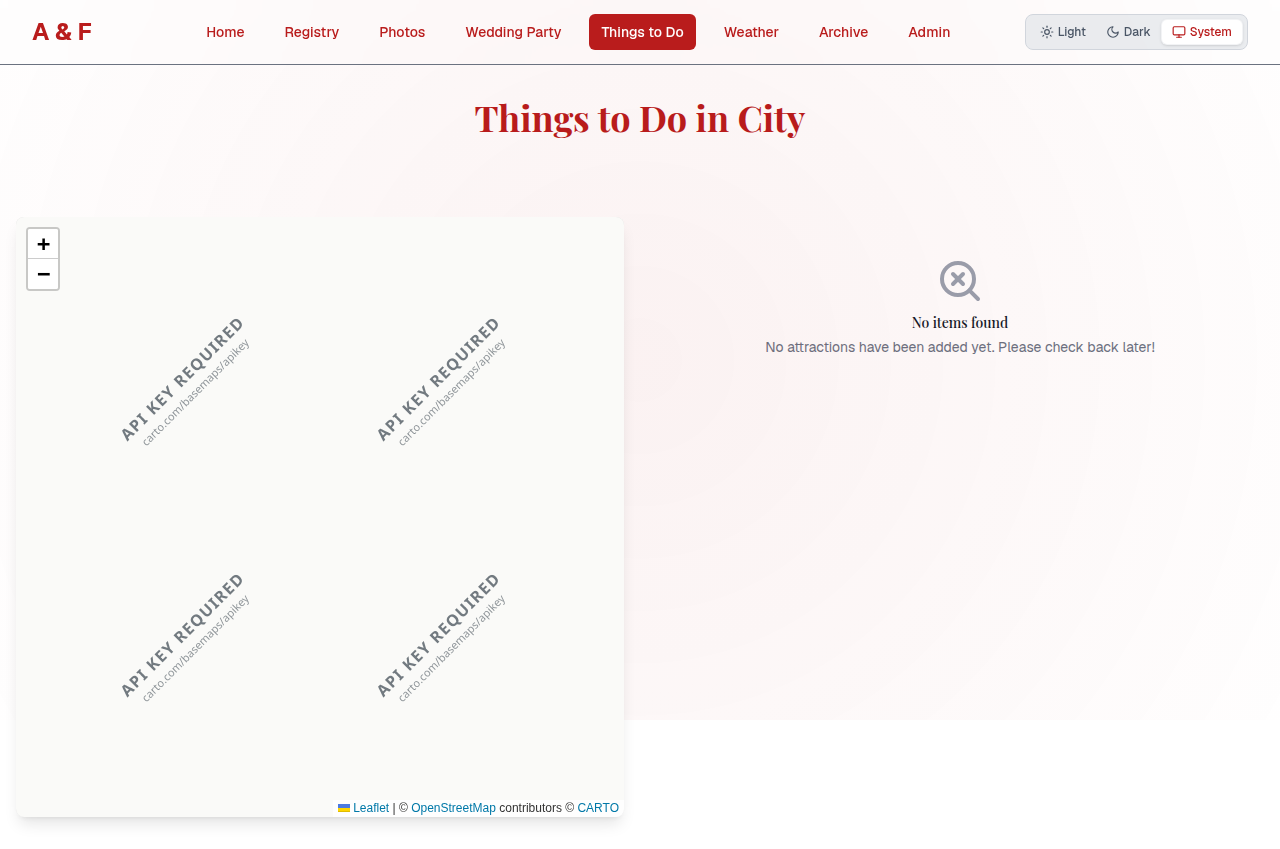 A & F
Home
Registry
Photos
Wedding Party
Things to Do
Weather
Archive
Admin
Light
Dark
System
Things to Do in City
+
−
API KEY REQUIRED
carto.com/basemaps/apikey
API KEY REQUIRED
carto.com/basemaps/apikey
No items found
No attractions have been added yet. Please check back later!
API KEY REQUIRED
carto.com/basemaps/apikey
API KEY REQUIRED
carto.com/basemaps/apikey
Leaflet | © OpenStreetMap contributors © CARTO